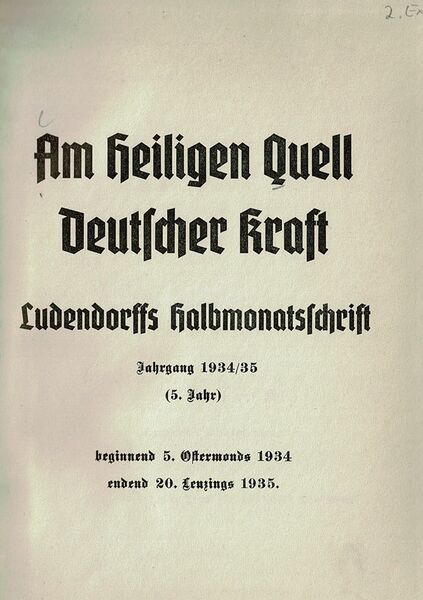 2. Ex
Am Heiligen Quell
Deutſcher Kraft
Ludendorffs Halbmonatsſchrift
Jahrgang 1934/35
(5. Jahr)
beginnend 5. Oſtermonds 1934
endend 20. Lenzings 1935.